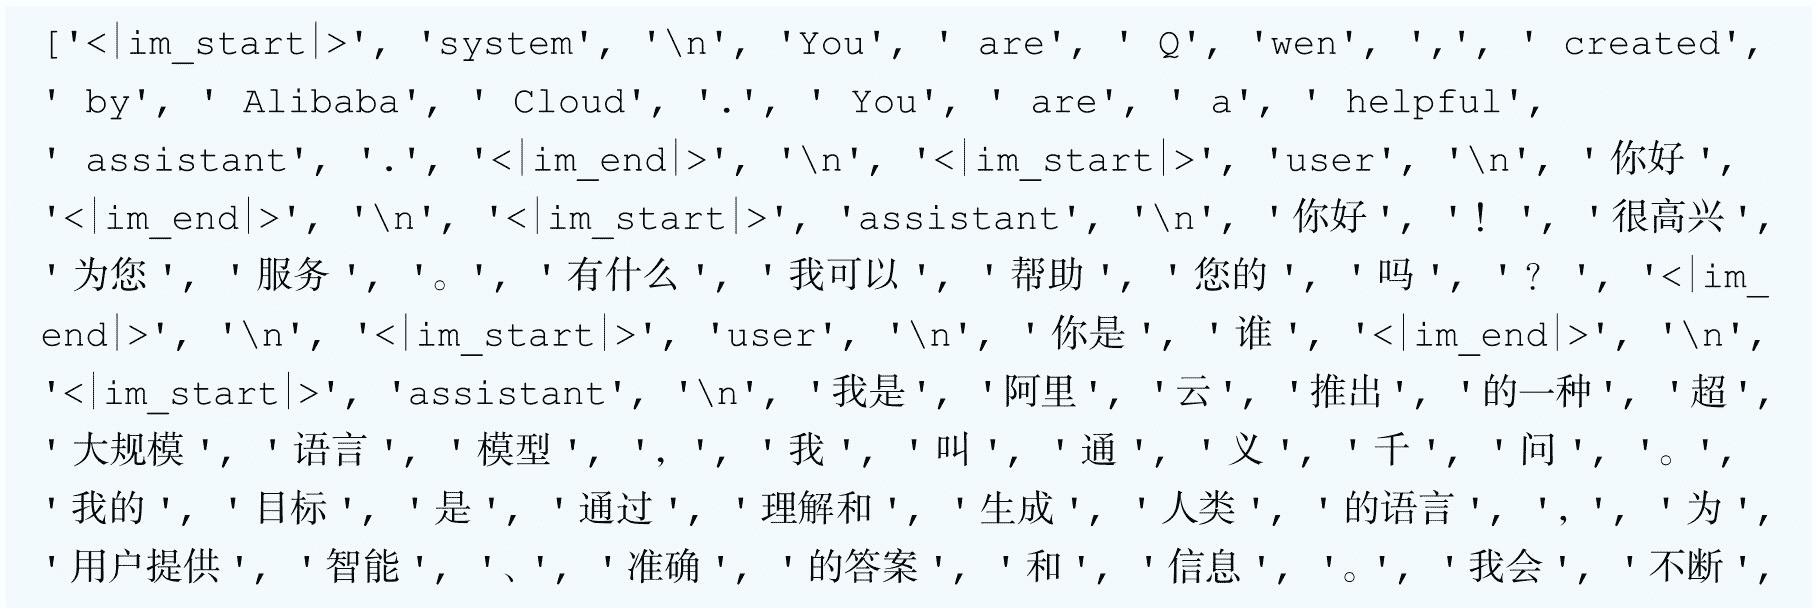 ['<|im_start|>', 'system', '\n', 'You', ' are', ' Q', 'wen', ',', ' created',
' by', ' Alibaba', ' Cloud', '.', ' You', ' are', ' a', ' helpful',
' assistant', '.', '<|im_end|>', '\n', '<|im_start|>', 'user', '\n', '你好',
'<|im_end|>', '\n', '<|im_start|>', 'assistant', '\n', '你好', '！', '很高兴',
'为您', '服务', '。', '有什么', '我可以', '帮助', '您的', '吗', '？', '<|im_
end|>', '\n', '<|im_start|>', 'user', '\n', '你是', '谁', '<|im_end|>', '\n',
'<|im_start|>', 'assistant', '\n', '我是', '阿里', '云', '推出', '的一种', '超',
'大规模', '语言', '模型', '，', '我', '叫', '通', '义', '千', '问', '。',
'我的', '目标', '是', '通过', '理解和', '生成', '人类', '的语言', '，', '为',
'用户提供', '智能', '、', '准确', '的答案', '和', '信息', '。', '我会', '不断',